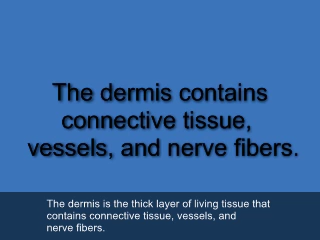 The dermis contains
connective tissue,
vessels, and nerve fibers.
The dermis is the thick layer of living tissue that
contains connective tissue, vessels, and
nerve fibers.